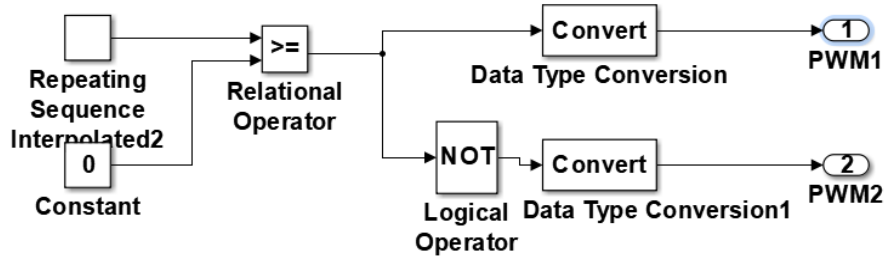 Repeating
Sequence
Interpolated2
0
Constant
>=
Relational
Operator
Convert
Data Type Conversion
1
PWM1
NOT
Logical
Operator
Convert
Data Type Conversion1
2
PWM2